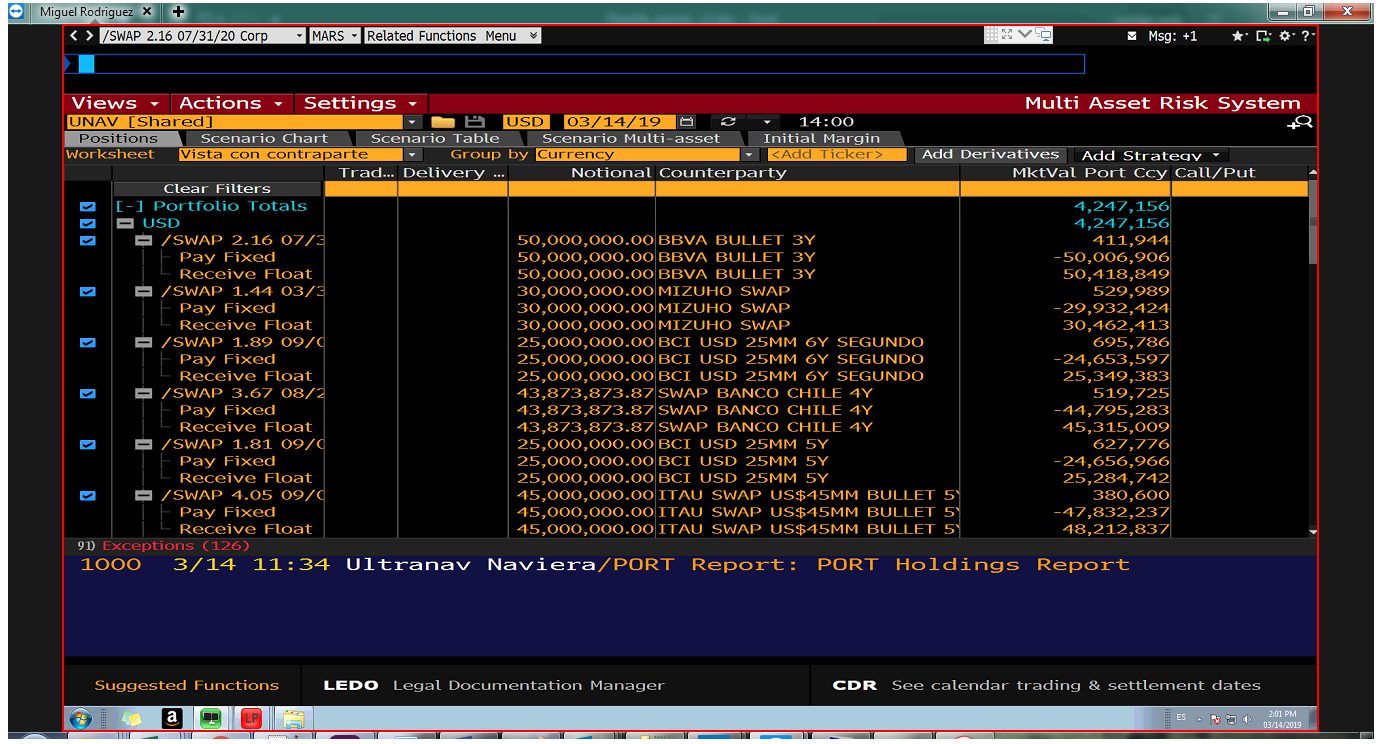 Miguel Rodriguez
/SWAP 2.16 07/31/20 Corp MARS Related Functions Menu Msg: +1
Views Actions Settings Multi Asset Risk System
UNAV [Shared] USD 03/14/19 14:00
Positions Scenario Chart Scenario Table Scenario Multi-asset Initial Margin
Worksheet Vista con contraparte Group by Currency <Add Ticker> Add Derivatives Add Strategy
Trad... Delivery ... Notional Counterparty MktVal Port Ccy Call/Put
Clear Filters
[-] Portfolio Totals 4,247,156
USD 4,247,156
/SWAP 2.16 07/3 50,000,000.00 BBVA BULLET 3Y 411,944
Pay Fixed 50,000,000.00 BBVA BULLET 3Y -50,006,906
Receive Float 50,000,000.00 BBVA BULLET 3Y 50,418,849
/SWAP 1.44 03/3 30,000,000.00 MIZUHO SWAP 529,989
Pay Fixed 30,000,000.00 MIZUHO SWAP -29,932,424
Receive Float 30,000,000.00 MIZUHO SWAP 30,462,413
/SWAP 1.89 09/0 25,000,000.00 BCI USD 25MM 6Y SEGUNDO 695,786
Pay Fixed 25,000,000.00 BCI USD 25MM 6Y SEGUNDO -24,653,597
Receive Float 25,000,000.00 BCI USD 25MM 6Y SEGUNDO 25,349,383
/SWAP 3.67 08/2 43,873,873.87 SWAP BANCO CHILE 4Y 519,725
Pay Fixed 43,873,873.87 SWAP BANCO CHILE 4Y -44,795,283
Receive Float 43,873,873.87 SWAP BANCO CHILE 4Y 45,315,009
/SWAP 1.81 09/0 25,000,000.00 BCI USD 25MM 5Y 627,776
Pay Fixed 25,000,000.00 BCI USD 25MM 5Y -24,656,966
Receive Float 25,000,000.00 BCI USD 25MM 5Y 25,284,742
/SWAP 4.05 09/0 45,000,000.00 ITAU SWAP US$45MM BULLET 5Y 380,600
Pay Fixed 45,000,000.00 ITAU SWAP US$45MM BULLET 5Y -47,832,237
Receive Float 45,000,000.00 ITAU SWAP US$45MM BULLET 5Y 48,212,837
91) Exceptions (126)
1000 3/14 11:34 Ultranav Naviera/PORT Report: PORT Holdings Report
Suggested Functions LEDO Legal Documentation Manager CDR See calendar trading & settlement dates
a LP ES 2:01 PM
03/14/2019